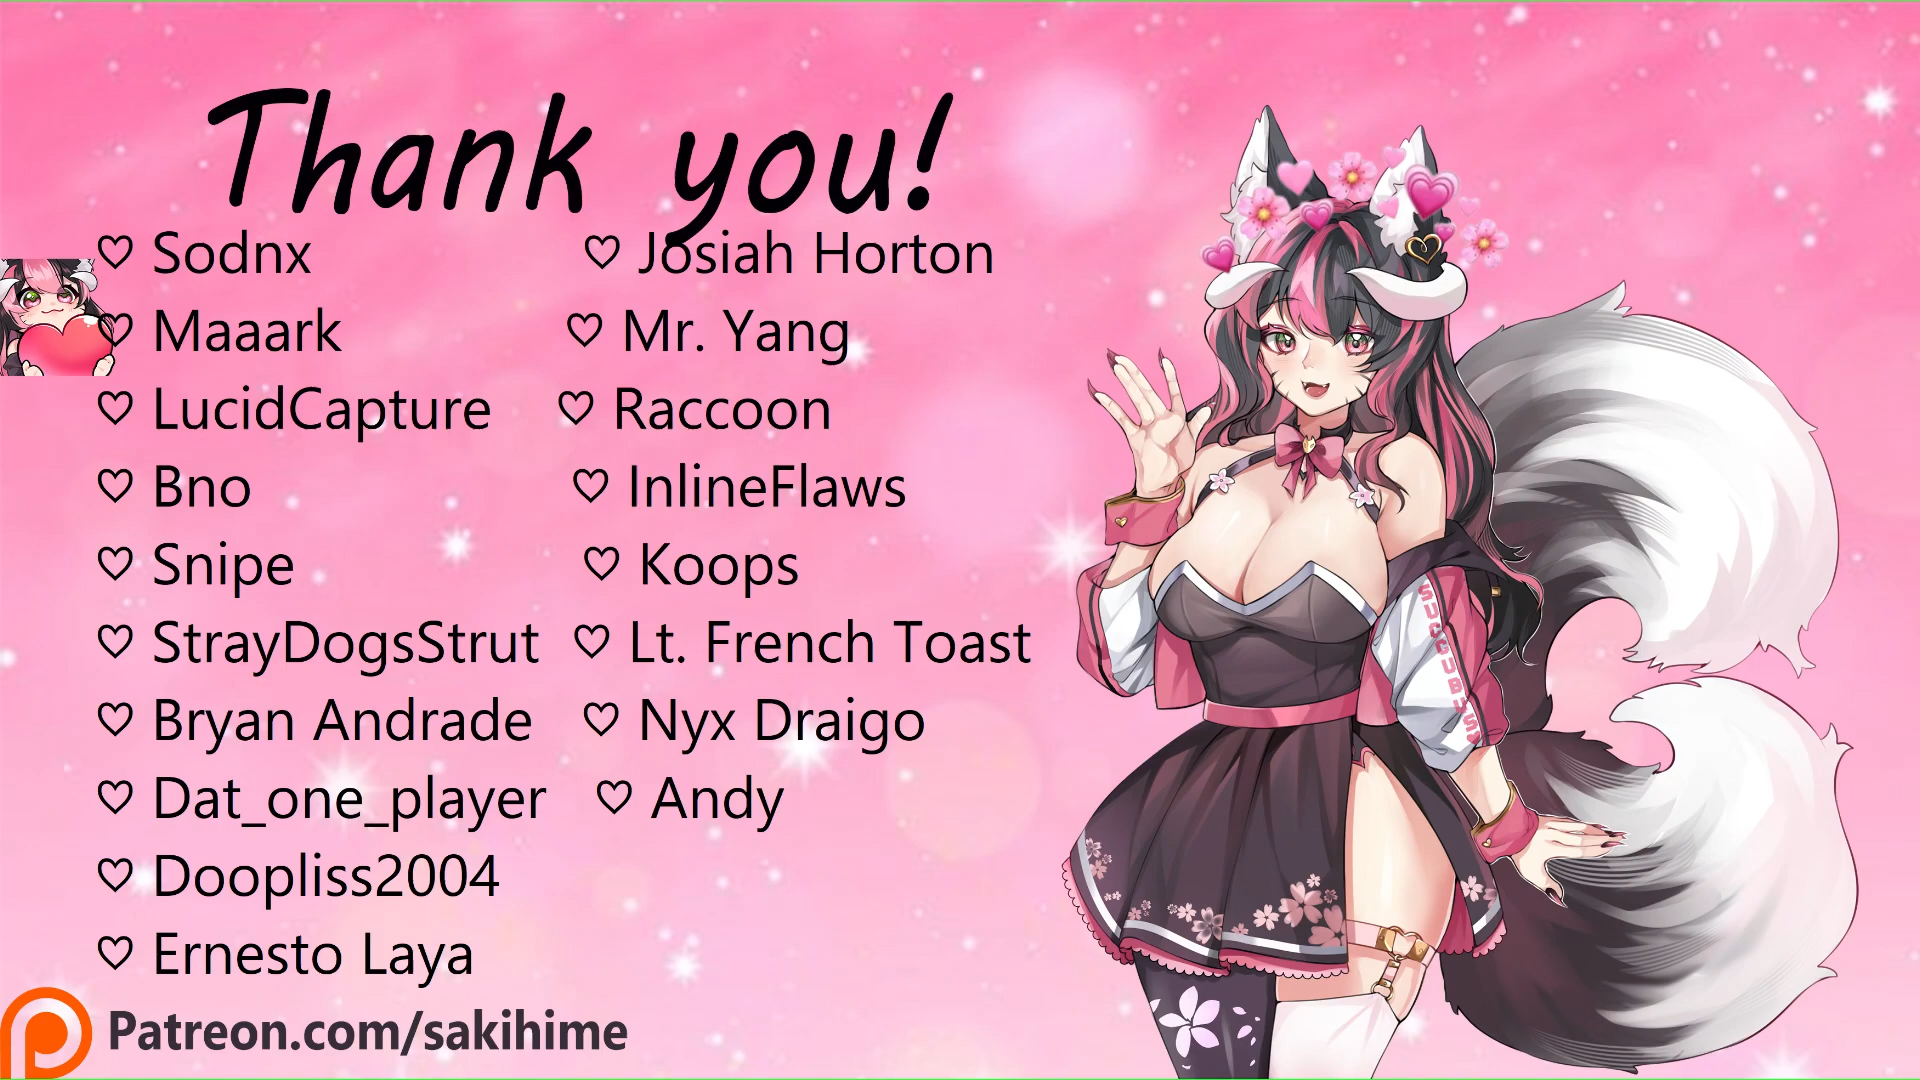 Thank you!
♡ Sodnx ♡ Josiah Horton
♡ Maaark ♡ Mr. Yang
♡ LucidCapture ♡ Raccoon
♡ Bno ♡ InlineFlaws
♡ Snipe ♡ Koops
♡ StrayDogsStrut ♡ Lt. French Toast
♡ Bryan Andrade ♡ Nyx Draigo
♡ Dat_one_player ♡ Andy
♡ Doopliss2004
♡ Ernesto Laya
Patreon.com/sakihime
SUCCUBUS